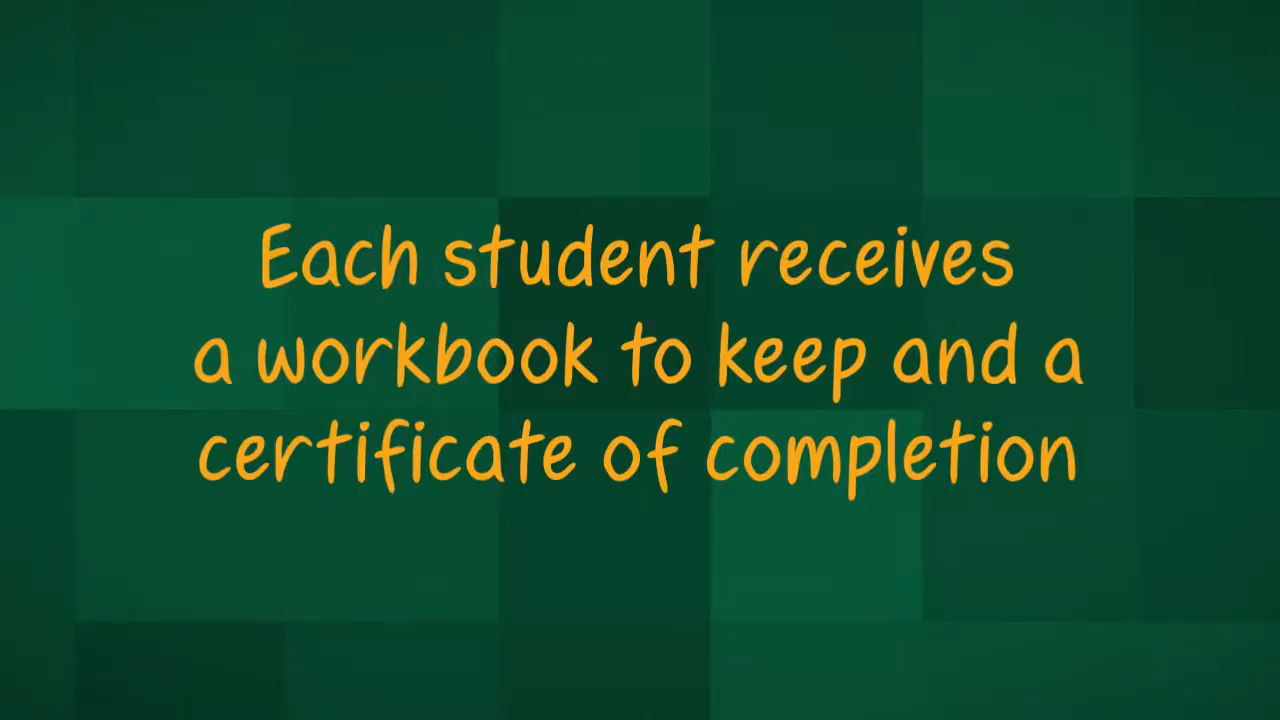 Each student receives
a workbook to keep and a
certificate of completion